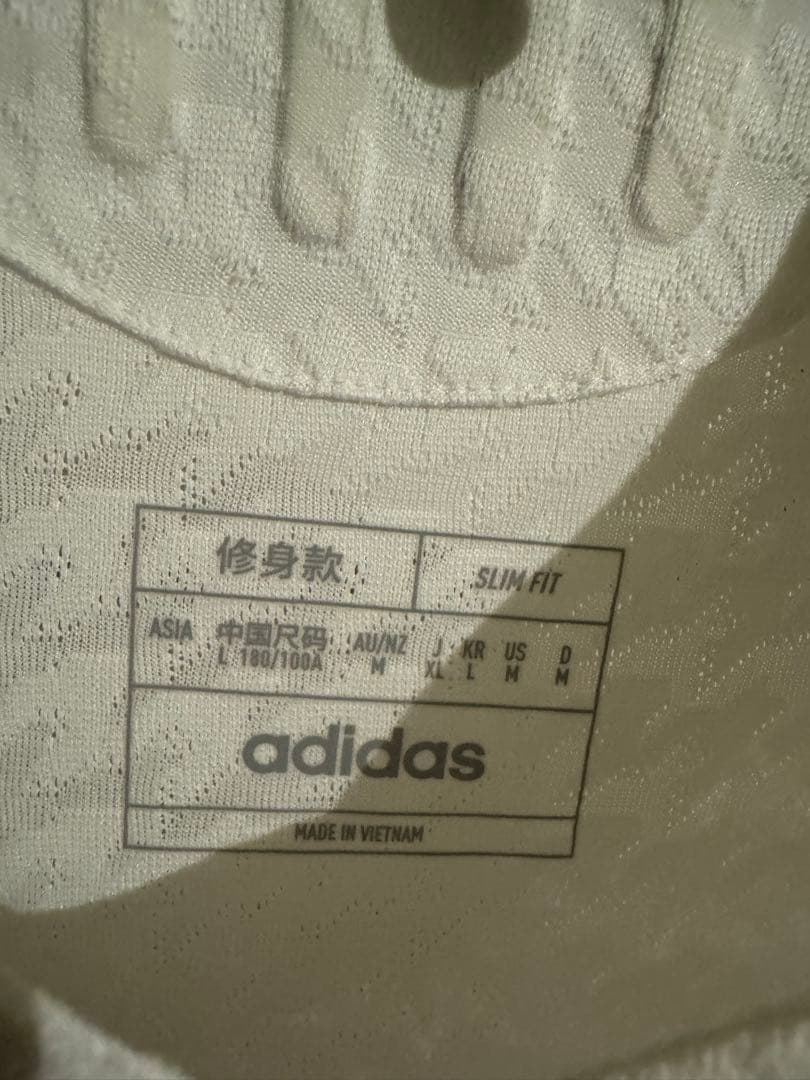 修身款 SLIM FIT
ASIA 中国尺码 AU/NZ J KR US D
L 180/100A M XL L M M
adidas
MADE IN VIETNAM